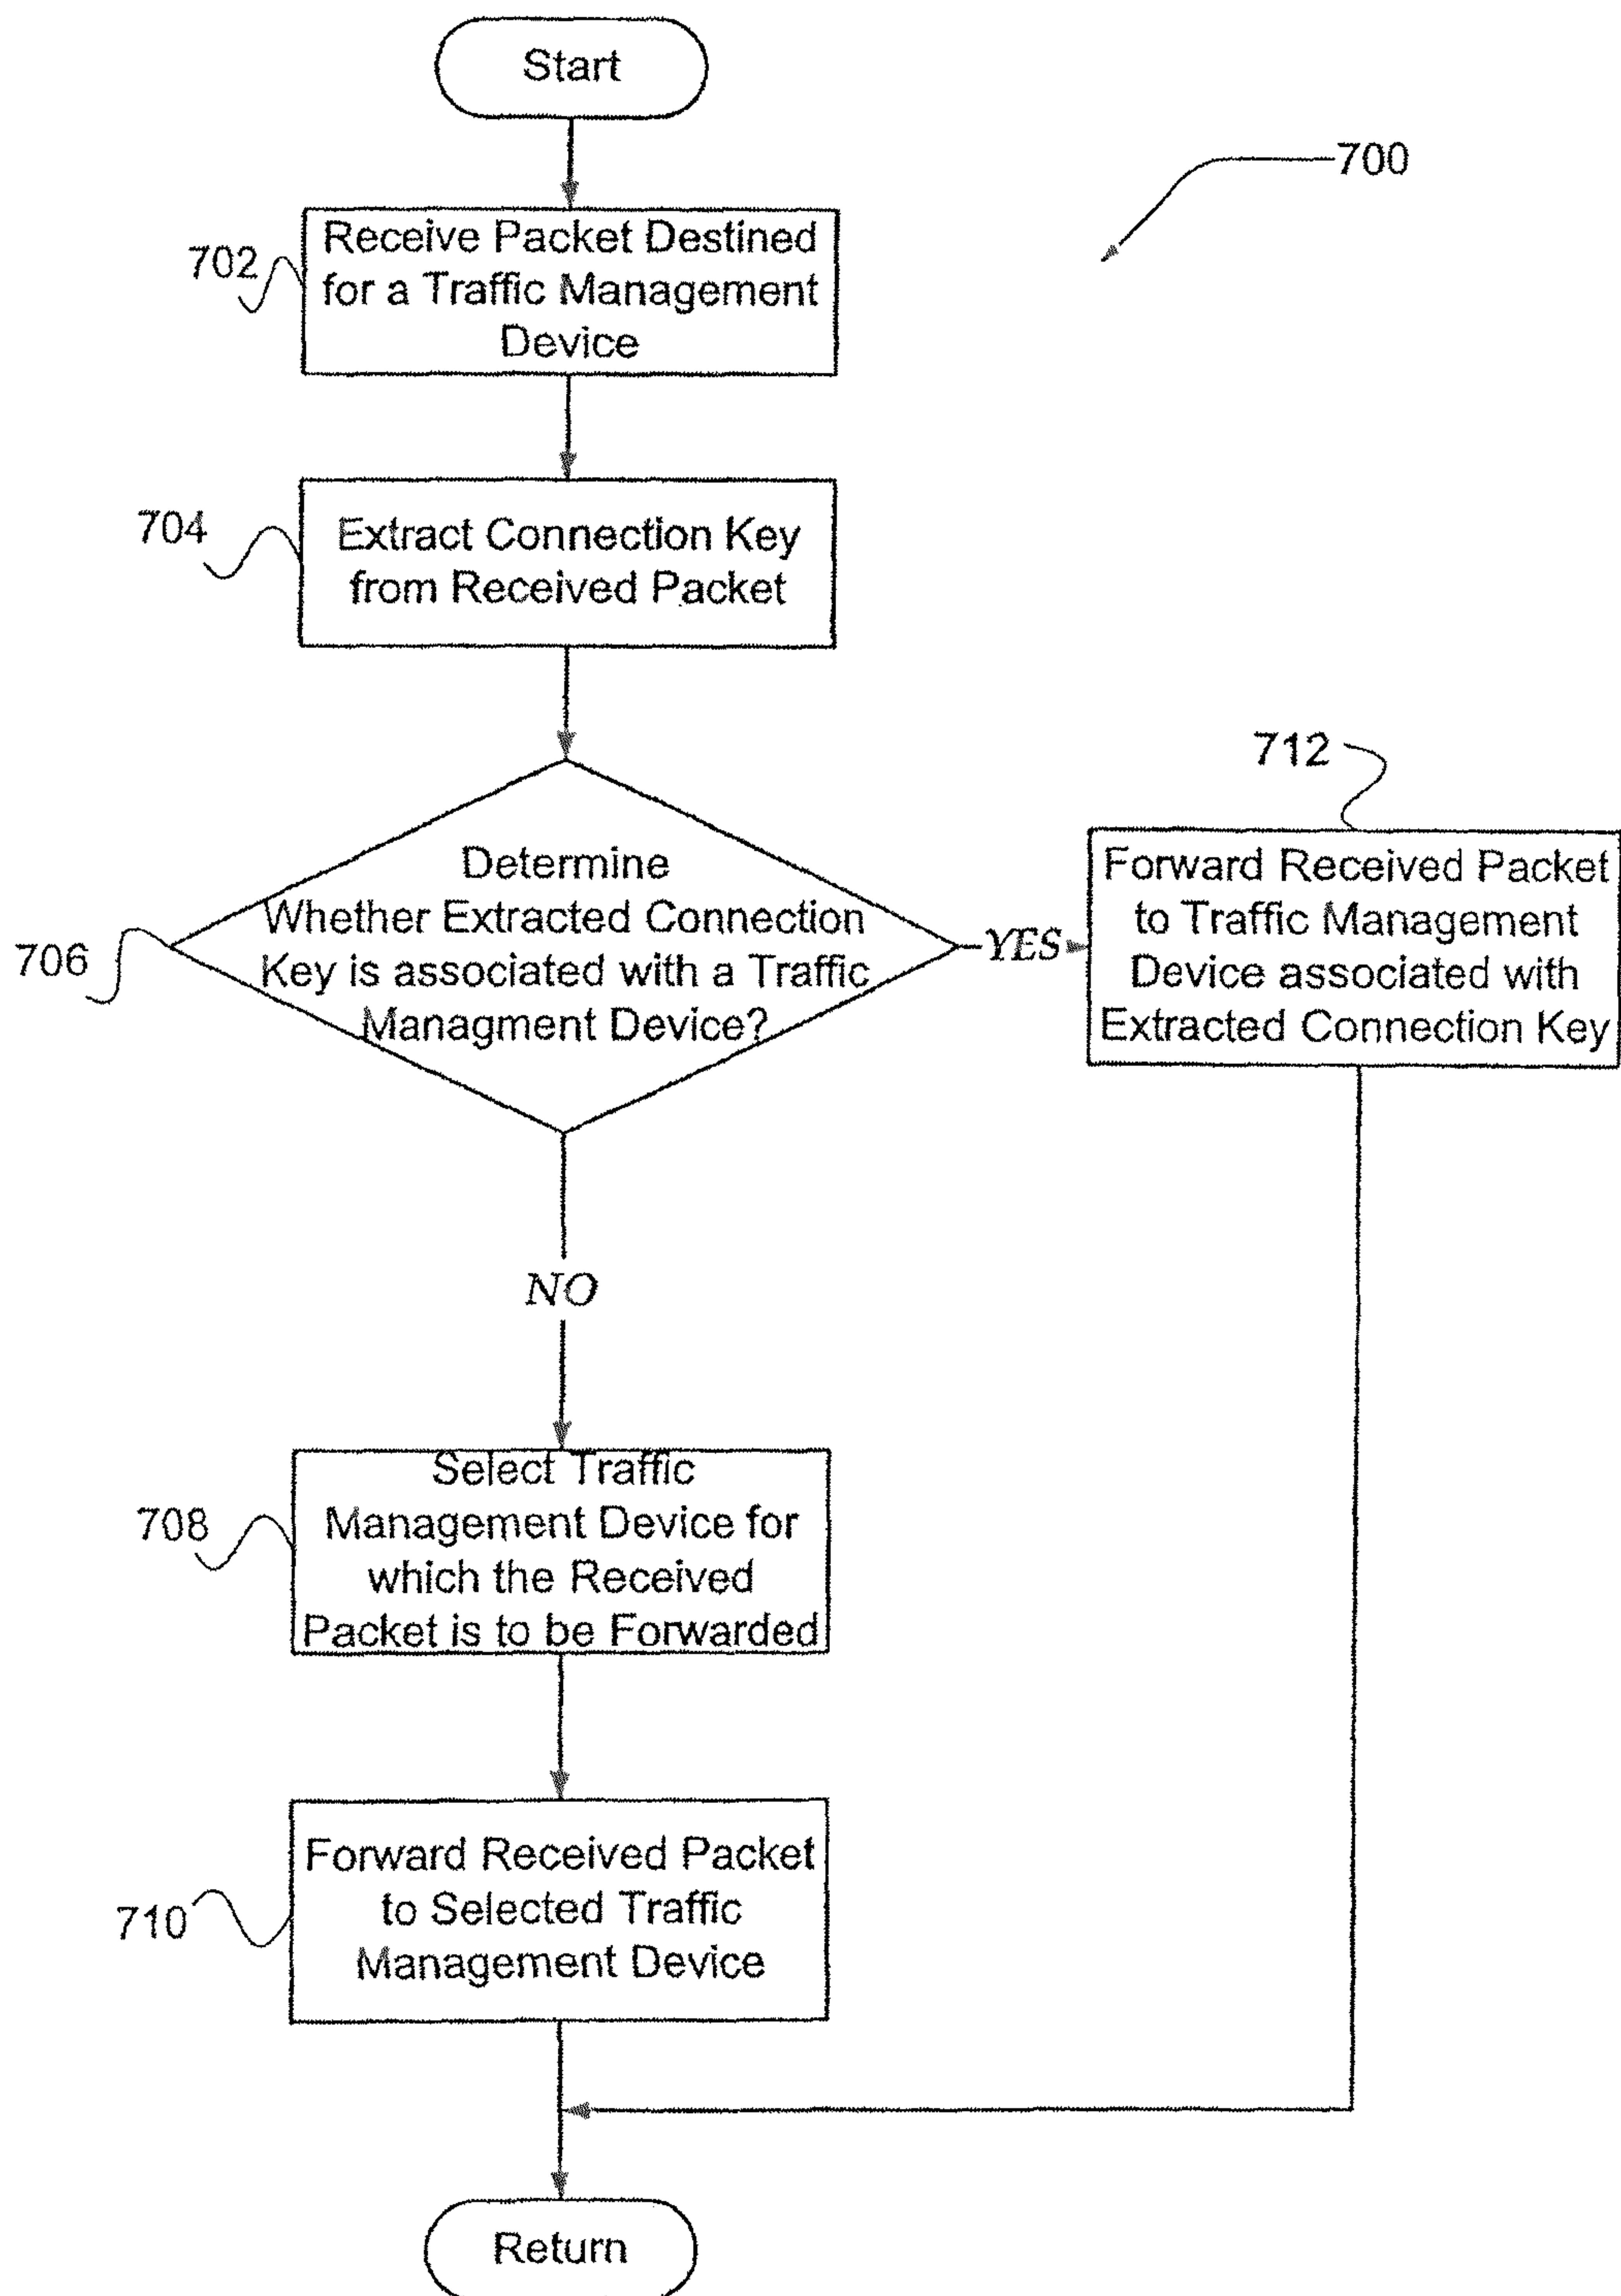 Start
700
702
Receive Packet Destined
for a Traffic Management
Device
704
Extract Connection Key
from Received Packet
706
Determine
Whether Extracted Connection
Key is associated with a Traffic
Managment Device?
YES
712
Forward Received Packet
to Traffic Management
Device associated with
Extracted Connection Key
NO
708
Select Traffic
Management Device for
which the Received
Packet is to be Forwarded
710
Forward Received Packet
to Selected Traffic
Management Device
Return